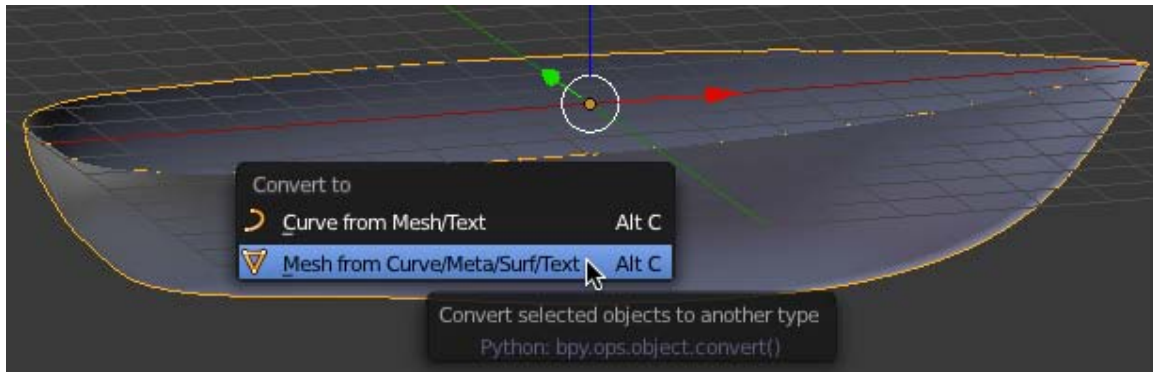 Convert to
Curve from Mesh/Text Alt C
Mesh from Curve/Meta/Surf/Text Alt C
Convert selected objects to another type
Python: bpy.ops.object.convert()